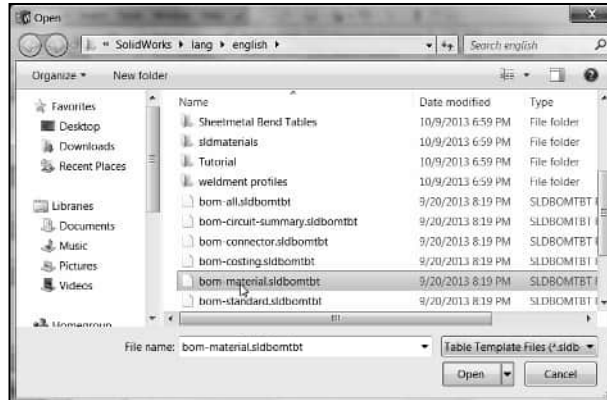 Open
« SolidWorks ▸ lang ▸ english ▸
Search english
Organize ▾ New folder
Favorites
Desktop
Downloads
Recent Places
Libraries
Documents
Music
Pictures
Videos
Homegroup
Name Date modified Type
Sheetmetal Bend Tables 10/9/2013 6:59 PM File folder
sldmaterials 10/9/2013 6:59 PM File folder
Tutorial 10/9/2013 6:59 PM File folder
weldment profiles 10/9/2013 6:59 PM File folder
bom-all.sldbomtbt 9/20/2013 8:19 PM SLDBOMTBT
bom-circuit-summary.sldbomtbt 9/20/2013 8:19 PM SLDBOMTBT
bom-connector.sldbomtbt 9/20/2013 8:19 PM SLDBOMTBT
bom-costing.sldbomtbt 9/20/2013 8:19 PM SLDBOMTBT
bom-material.sldbomtbt 9/20/2013 8:19 PM SLDBOMTBT
bom-standard.sldbomtbt 9/20/2013 8:19 PM SLDBOMTBT
File name: bom-material.sldbomtbt Table Template Files (*.sldb
Open Cancel